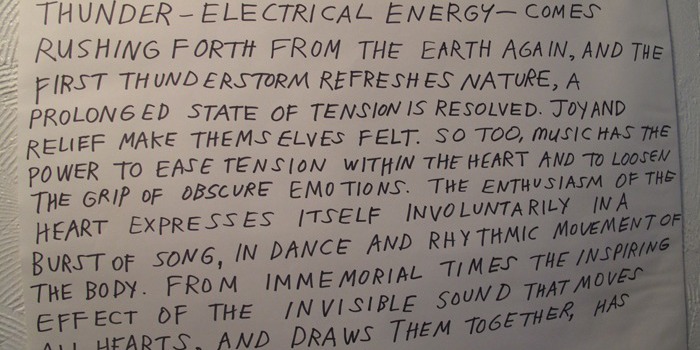 THUNDER - ELECTRICAL ENERGY - COMES
RUSHING FORTH FROM THE EARTH AGAIN, AND THE
FIRST THUNDERSTORM REFRESHES NATURE, A
PROLONGED STATE OF TENSION IS RESOLVED. JOY AND
RELIEF MAKE THEMSELVES FELT. SO TOO, MUSIC HAS THE
POWER TO EASE TENSION WITHIN THE HEART AND TO LOOSEN
THE GRIP OF OBSCURE EMOTIONS. THE ENTHUSIASM OF THE
HEART EXPRESSES ITSELF INVOLUNTARILY IN A
BURST OF SONG, IN DANCE AND RHYTHMIC MOVEMENT OF
THE BODY. FROM IMMEMORIAL TIMES THE INSPIRING
EFFECT OF THE INVISIBLE SOUND THAT MOVES
ALL HEARTS, AND DRAWS THEM TOGETHER, HAS